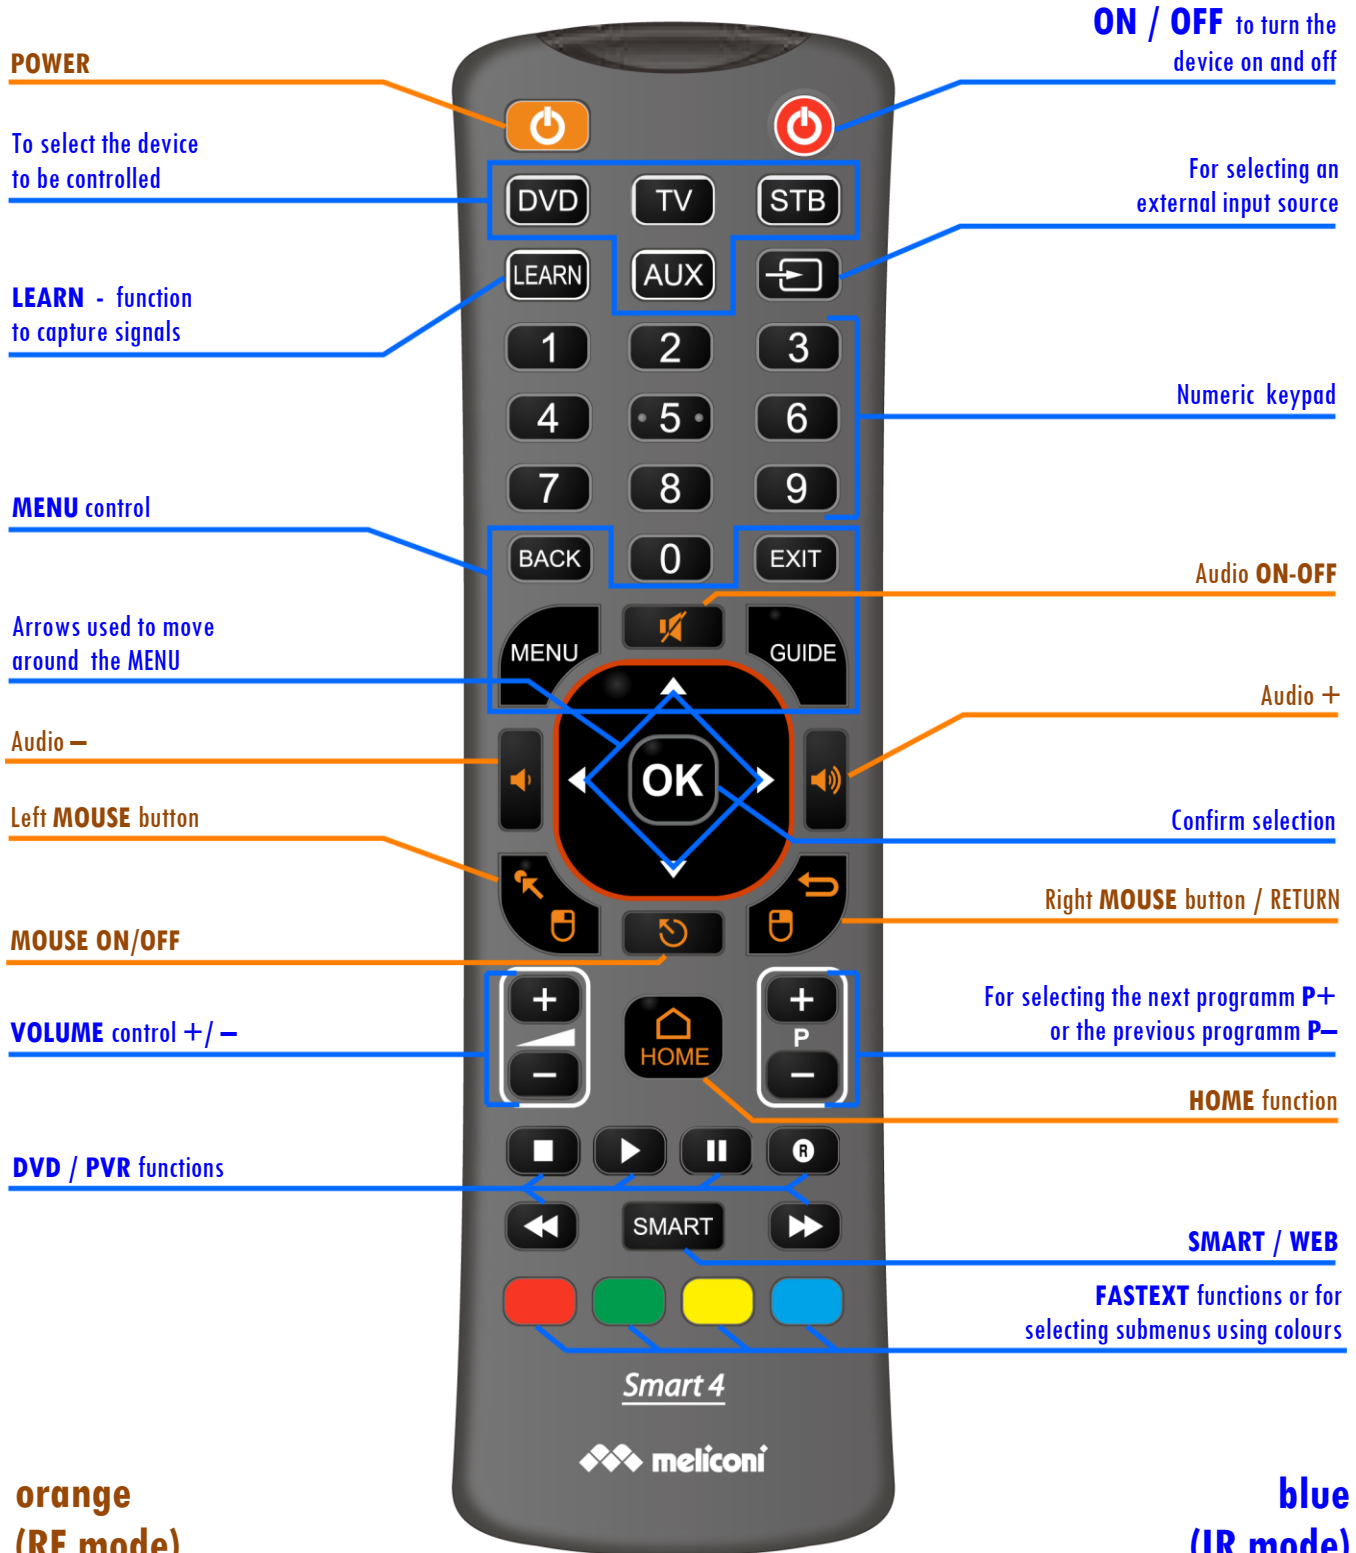 ON / OFF to turn the
device on and off
POWER
To select the device
to be controlled
For selecting an
external input source
DVD TV STB
LEARN AUX
LEARN - function
to capture signals
1 2 3
Numeric keypad
4 5 6
7 8 9
MENU control
BACK 0 EXIT
Audio ON-OFF
Arrows used to move
around the MENU
MENU GUIDE
Audio +
Audio –
OK
Left MOUSE button
Confirm selection
Right MOUSE button / RETURN
MOUSE ON/OFF
For selecting the next programm P+
or the previous programm P–
+ +
VOLUME control +/ –
P
HOME
– –
HOME function
R
DVD / PVR functions
SMART
SMART / WEB
FASTEXT functions or for
selecting submenus using colours
Smart 4
meliconi
orange
(RF mode)
blue
(IR mode)